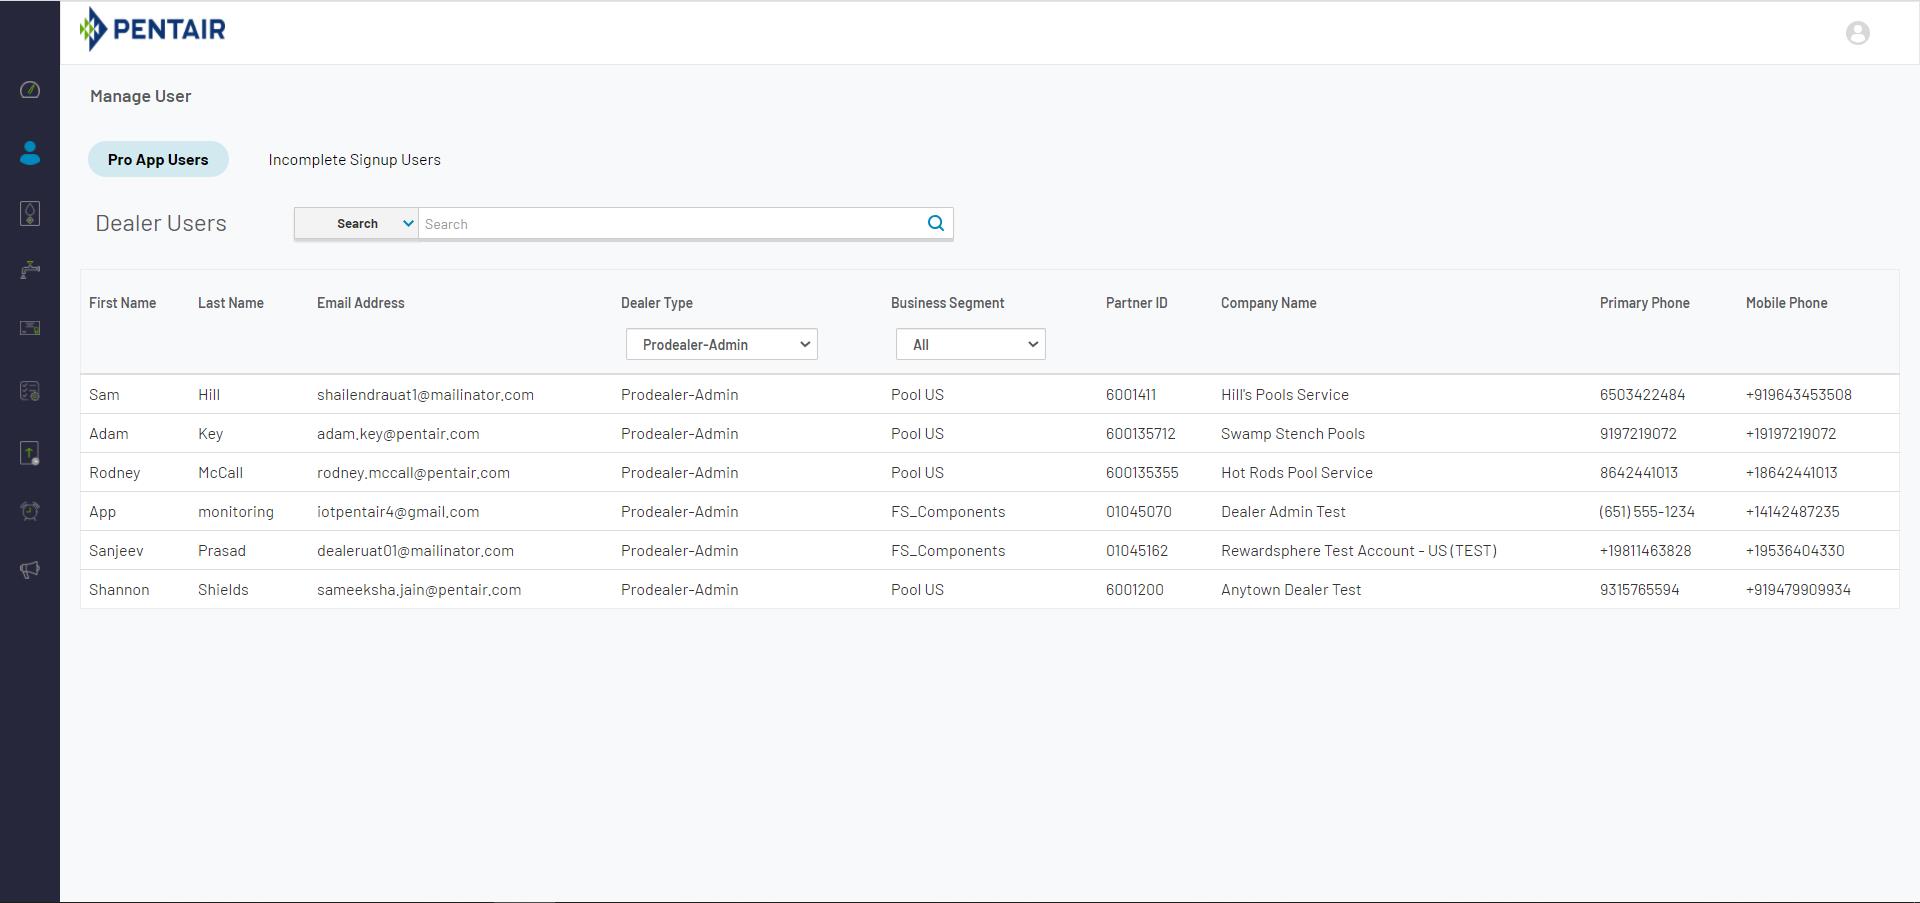 PENTAIR
Manage User
Pro App Users Incomplete Signup Users
Dealer Users Search Search
First Name Last Name Email Address Dealer Type Business Segment Partner ID Company Name Primary Phone Mobile Phone
Prodealer-Admin All
Sam Hill shailendrauat1@mailinator.com Prodealer-Admin Pool US 6001411 Hill's Pools Service 6503422484 +919643453508
Adam Key adam.key@pentair.com Prodealer-Admin Pool US 600135712 Swamp Stench Pools 9197219072 +19197219072
Rodney McCall rodney.mccall@pentair.com Prodealer-Admin Pool US 600135355 Hot Rods Pool Service 8642441013 +18642441013
App monitoring iotpentair4@gmail.com Prodealer-Admin FS_Components 01045070 Dealer Admin Test (651) 555-1234 +14142487235
Sanjeev Prasad dealeruat01@mailinator.com Prodealer-Admin FS_Components 01045162 Rewardsphere Test Account - US (TEST) +19811463828 +19536404330
Shannon Shields sameeksha.jain@pentair.com Prodealer-Admin Pool US 6001200 Anytown Dealer Test 9315765594 +919479909934